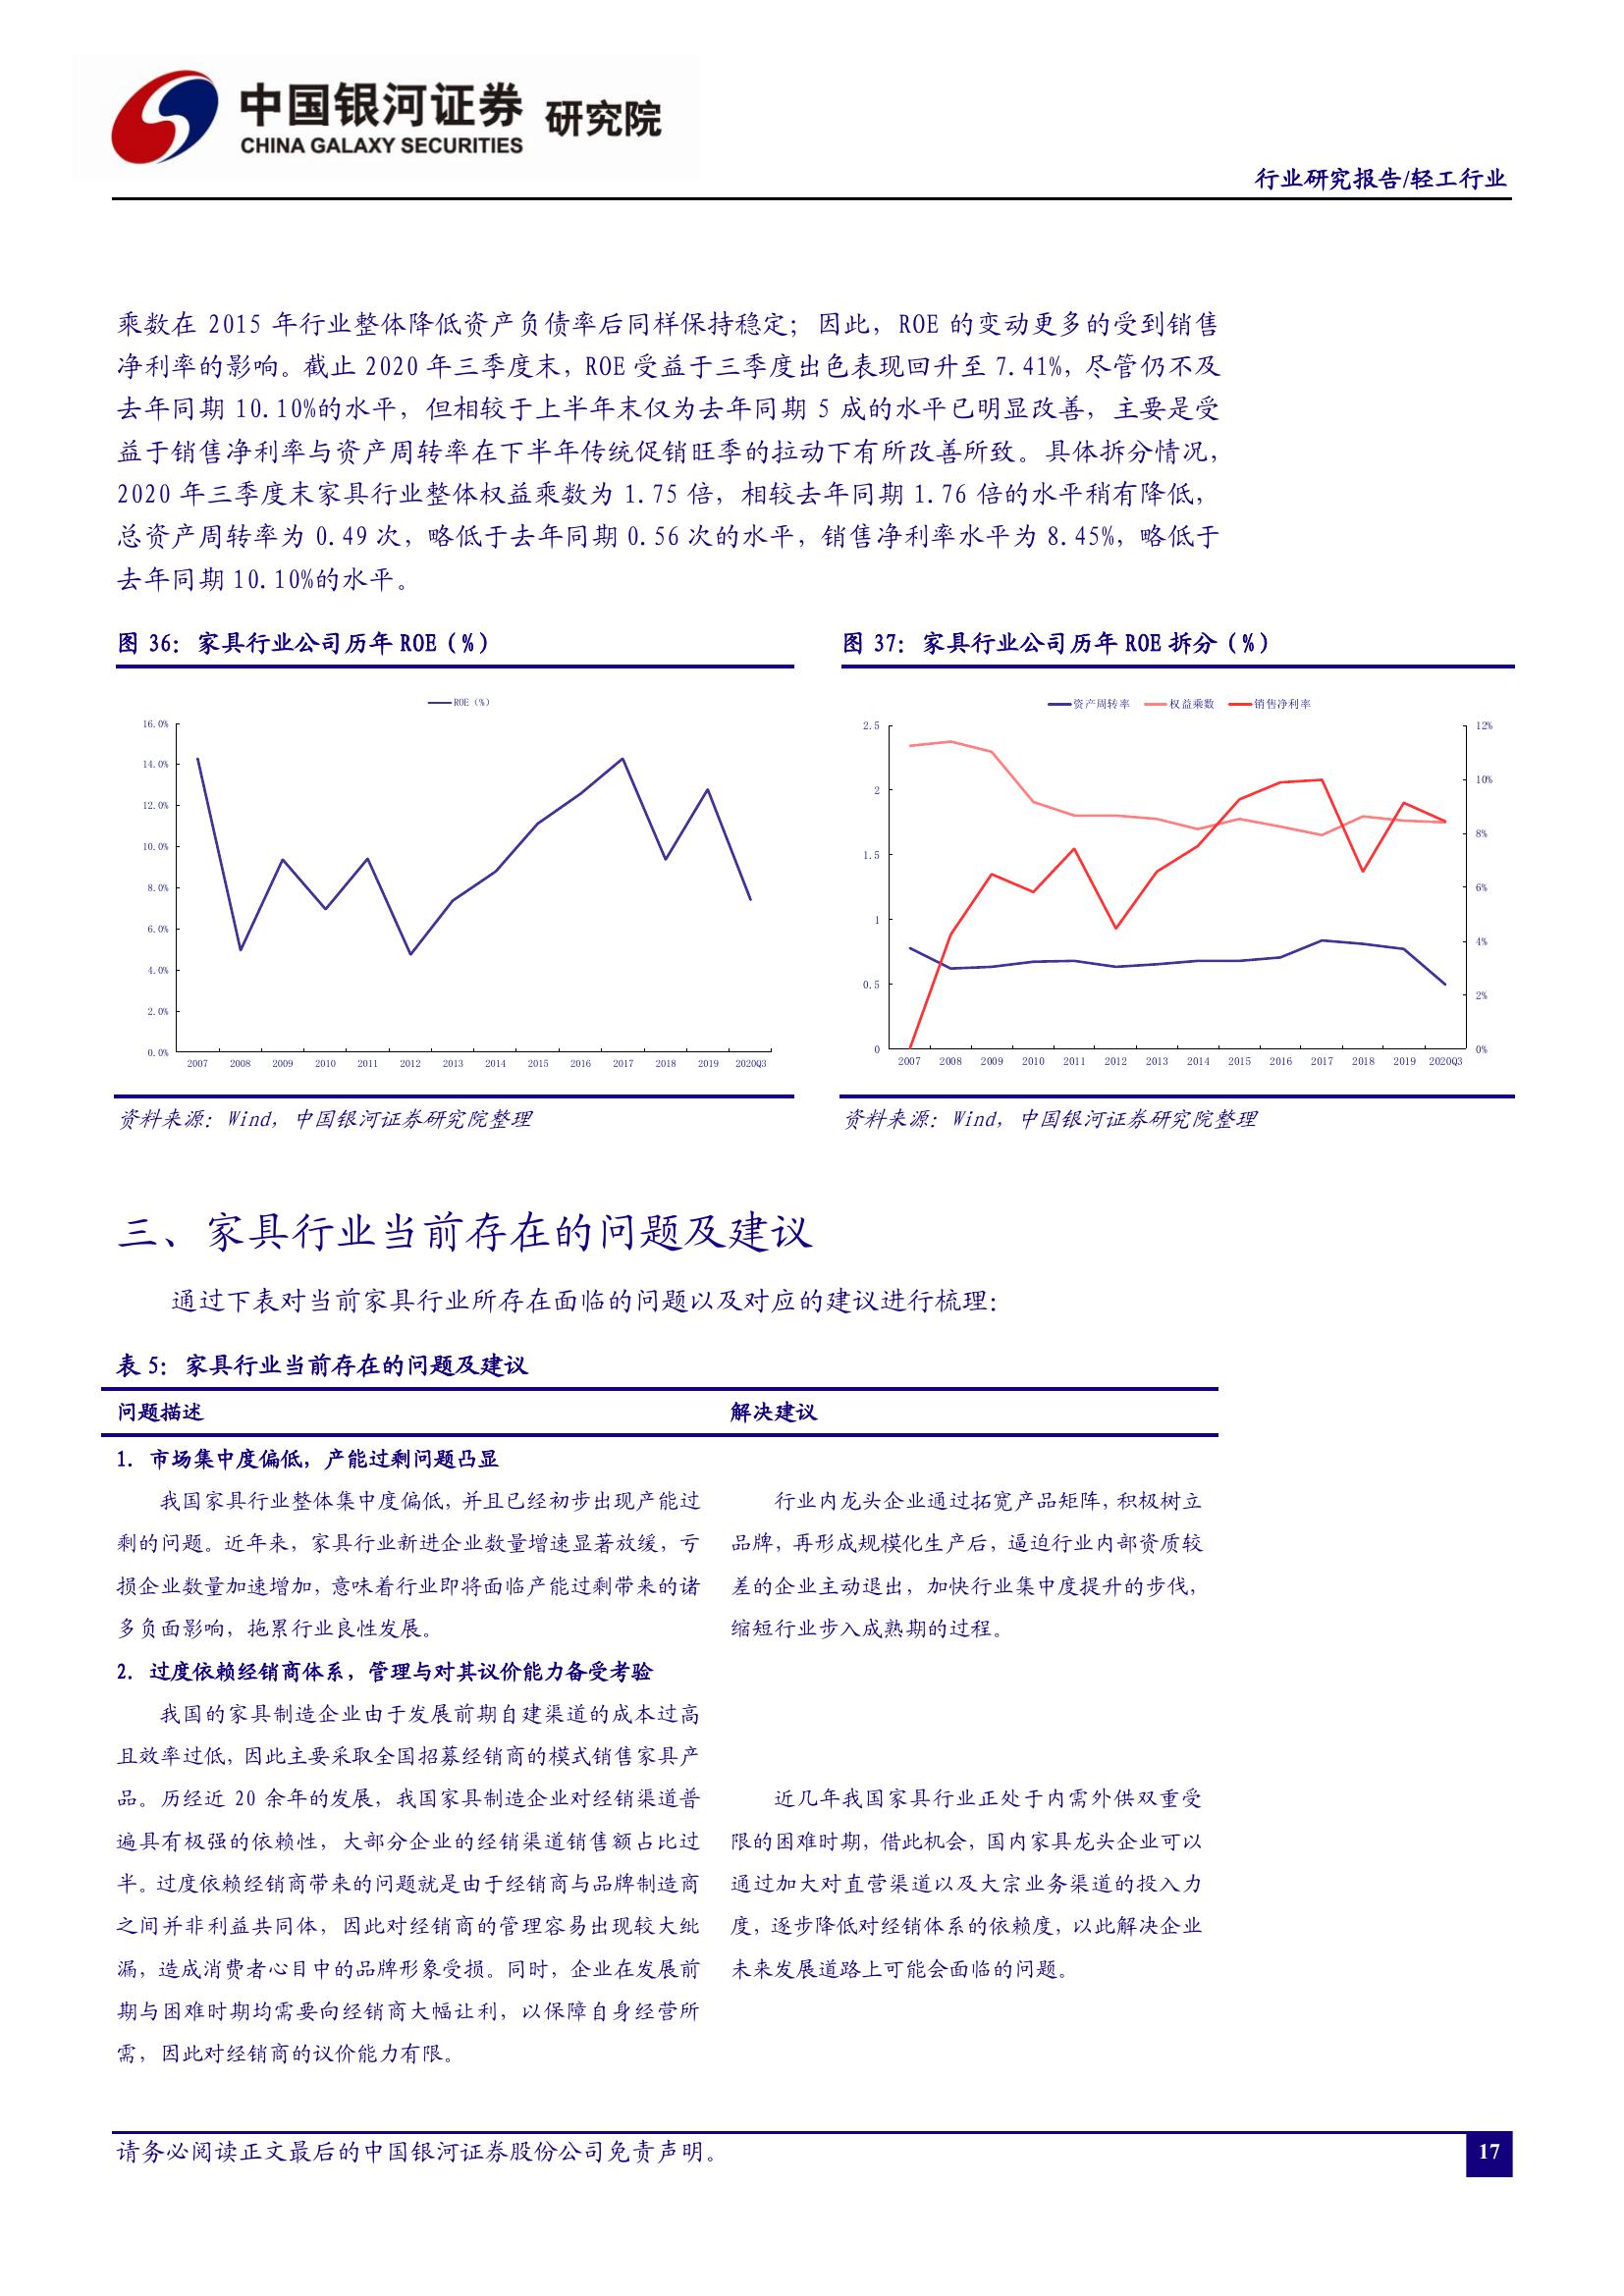 中国银河证券 研究院
CHINA GALAXY SECURITIES
行业研究报告/轻工行业
乘数在 2015 年行业整体降低资产负债率后同样保持稳定；因此，ROE 的变动更多的受到销售
净利率的影响。截止 2020 年三季度末，ROE 受益于三季度出色表现回升至 7.41%，尽管仍不及
去年同期 10.10%的水平，但相较于上半年末仅为去年同期 5 成的水平已明显改善，主要是受
益于销售净利率与资产周转率在下半年传统促销旺季的拉动下有所改善所致。具体拆分情况，
2020 年三季度末家具行业整体权益乘数为 1.75 倍，相较去年同期 1.76 倍的水平稍有降低，
总资产周转率为 0.49 次，略低于去年同期 0.56 次的水平，销售净利率水平为 8.45%，略低于
去年同期 10.10%的水平。
图 36：家具行业公司历年 ROE（%）
ROE（%）
16.0%
14.0%
12.0%
10.0%
8.0%
6.0%
4.0%
2.0%
0.0%
2007 2008 2009 2010 2011 2012 2013 2014 2015 2016 2017 2018 2019 2020Q3
资料来源：Wind，中国银河证券研究院整理
图 37：家具行业公司历年 ROE 拆分（%）
资产周转率 权益乘数 销售净利率
2.5
2
1.5
1
0.5
0
12%
10%
8%
6%
4%
2%
0%
2007 2008 2009 2010 2011 2012 2013 2014 2015 2016 2017 2018 2019 2020Q3
资料来源：Wind，中国银河证券研究院整理
三、家具行业当前存在的问题及建议
通过下表对当前家具行业所存在面临的问题以及对应的建议进行梳理：
表 5：家具行业当前存在的问题及建议
问题描述 解决建议
1. 市场集中度偏低，产能过剩问题凸显
我国家具行业整体集中度偏低，并且已经初步出现产能过
剩的问题。近年来，家具行业新进企业数量增速显著放缓，亏
损企业数量加速增加，意味着行业即将面临产能过剩带来的诸
多负面影响，拖累行业良性发展。
行业内龙头企业通过拓宽产品矩阵，积极树立
品牌，再形成规模化生产后，逼迫行业内部资质较
差的企业主动退出，加快行业集中度提升的步伐，
缩短行业步入成熟期的过程。
2. 过度依赖经销商体系，管理与对其议价能力备受考验
我国的家具制造企业由于发展前期自建渠道的成本过高
且效率过低，因此主要采取全国招募经销商的模式销售家具产
品。历经近 20 余年的发展，我国家具制造企业对经销渠道普
遍具有极强的依赖性，大部分企业的经销渠道销售额占比过
半。过度依赖经销商带来的问题就是由于经销商与品牌制造商
之间并非利益共同体，因此对经销商的管理容易出现较大纰
漏，造成消费者心目中的品牌形象受损。同时，企业在发展前
期与困难时期均需要向经销商大幅让利，以保障自身经营所
需，因此对经销商的议价能力有限。
近几年我国家具行业正处于内需外供双重受
限的困难时期，借此机会，国内家具龙头企业可以
通过加大对直营渠道以及大宗业务渠道的投入力
度，逐步降低对经销体系的依赖度，以此解决企业
未来发展道路上可能会面临的问题。
请务必阅读正文最后的中国银河证券股份公司免责声明。
17